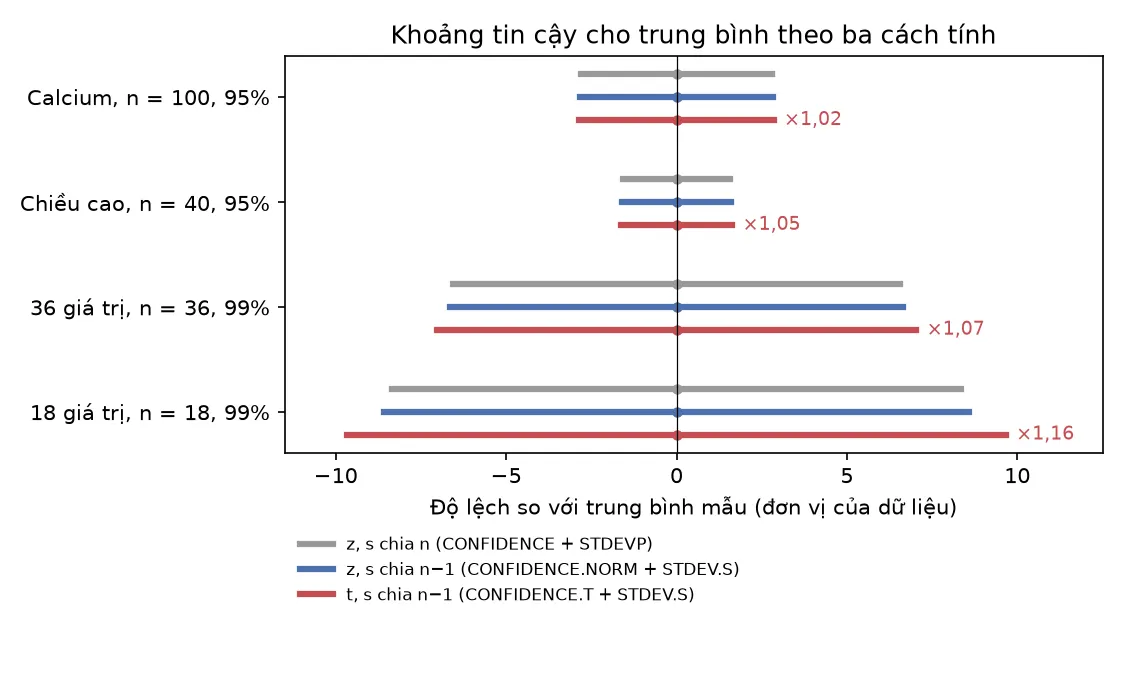 Khoảng tin cậy cho trung bình theo ba cách tính
Calcium, n = 100, 95%
×1,02
Chiều cao, n = 40, 95%
×1,05
36 giá trị, n = 36, 99%
×1,07
18 giá trị, n = 18, 99%
×1,16
−10 −5 0 5 10
Độ lệch so với trung bình mẫu (đơn vị của dữ liệu)
z, s chia n (CONFIDENCE + STDEVP)
z, s chia n−1 (CONFIDENCE.NORM + STDEV.S)
t, s chia n−1 (CONFIDENCE.T + STDEV.S)